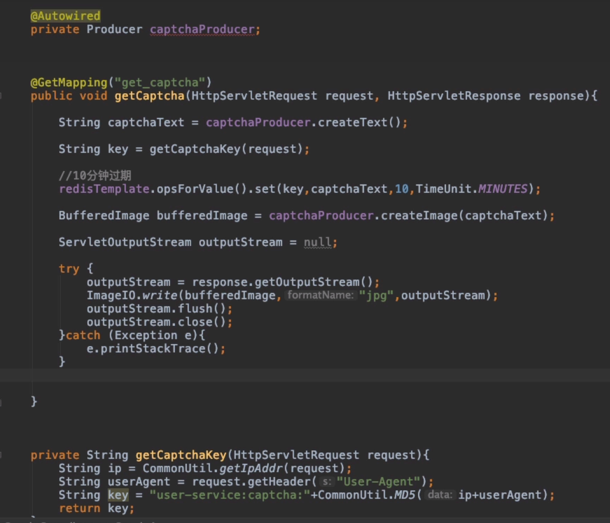 @Autowired
private Producer captchaProducer;
@GetMapping("get_captcha")
public void getCaptcha(HttpServletRequest request, HttpServletResponse response){
String captchaText = captchaProducer.createText();
String key = getCaptchaKey(request);
//10分钟过期
redisTemplate.opsForValue().set(key,captchaText,10,TimeUnit.MINUTES);
BufferedImage bufferedImage = captchaProducer.createImage(captchaText);
ServletOutputStream outputStream = null;
try {
outputStream = response.getOutputStream();
ImageIO.write(bufferedImage, formatName: "jpg",outputStream);
outputStream.flush();
outputStream.close();
}catch (Exception e){
e.printStackTrace();
}
}
private String getCaptchaKey(HttpServletRequest request){
String ip = CommonUtil.getIpAddr(request);
String userAgent = request.getHeader( s: "User-Agent");
String key = "user-service:captcha:"+CommonUtil.MD5( data: ip+userAgent);
return key;
}